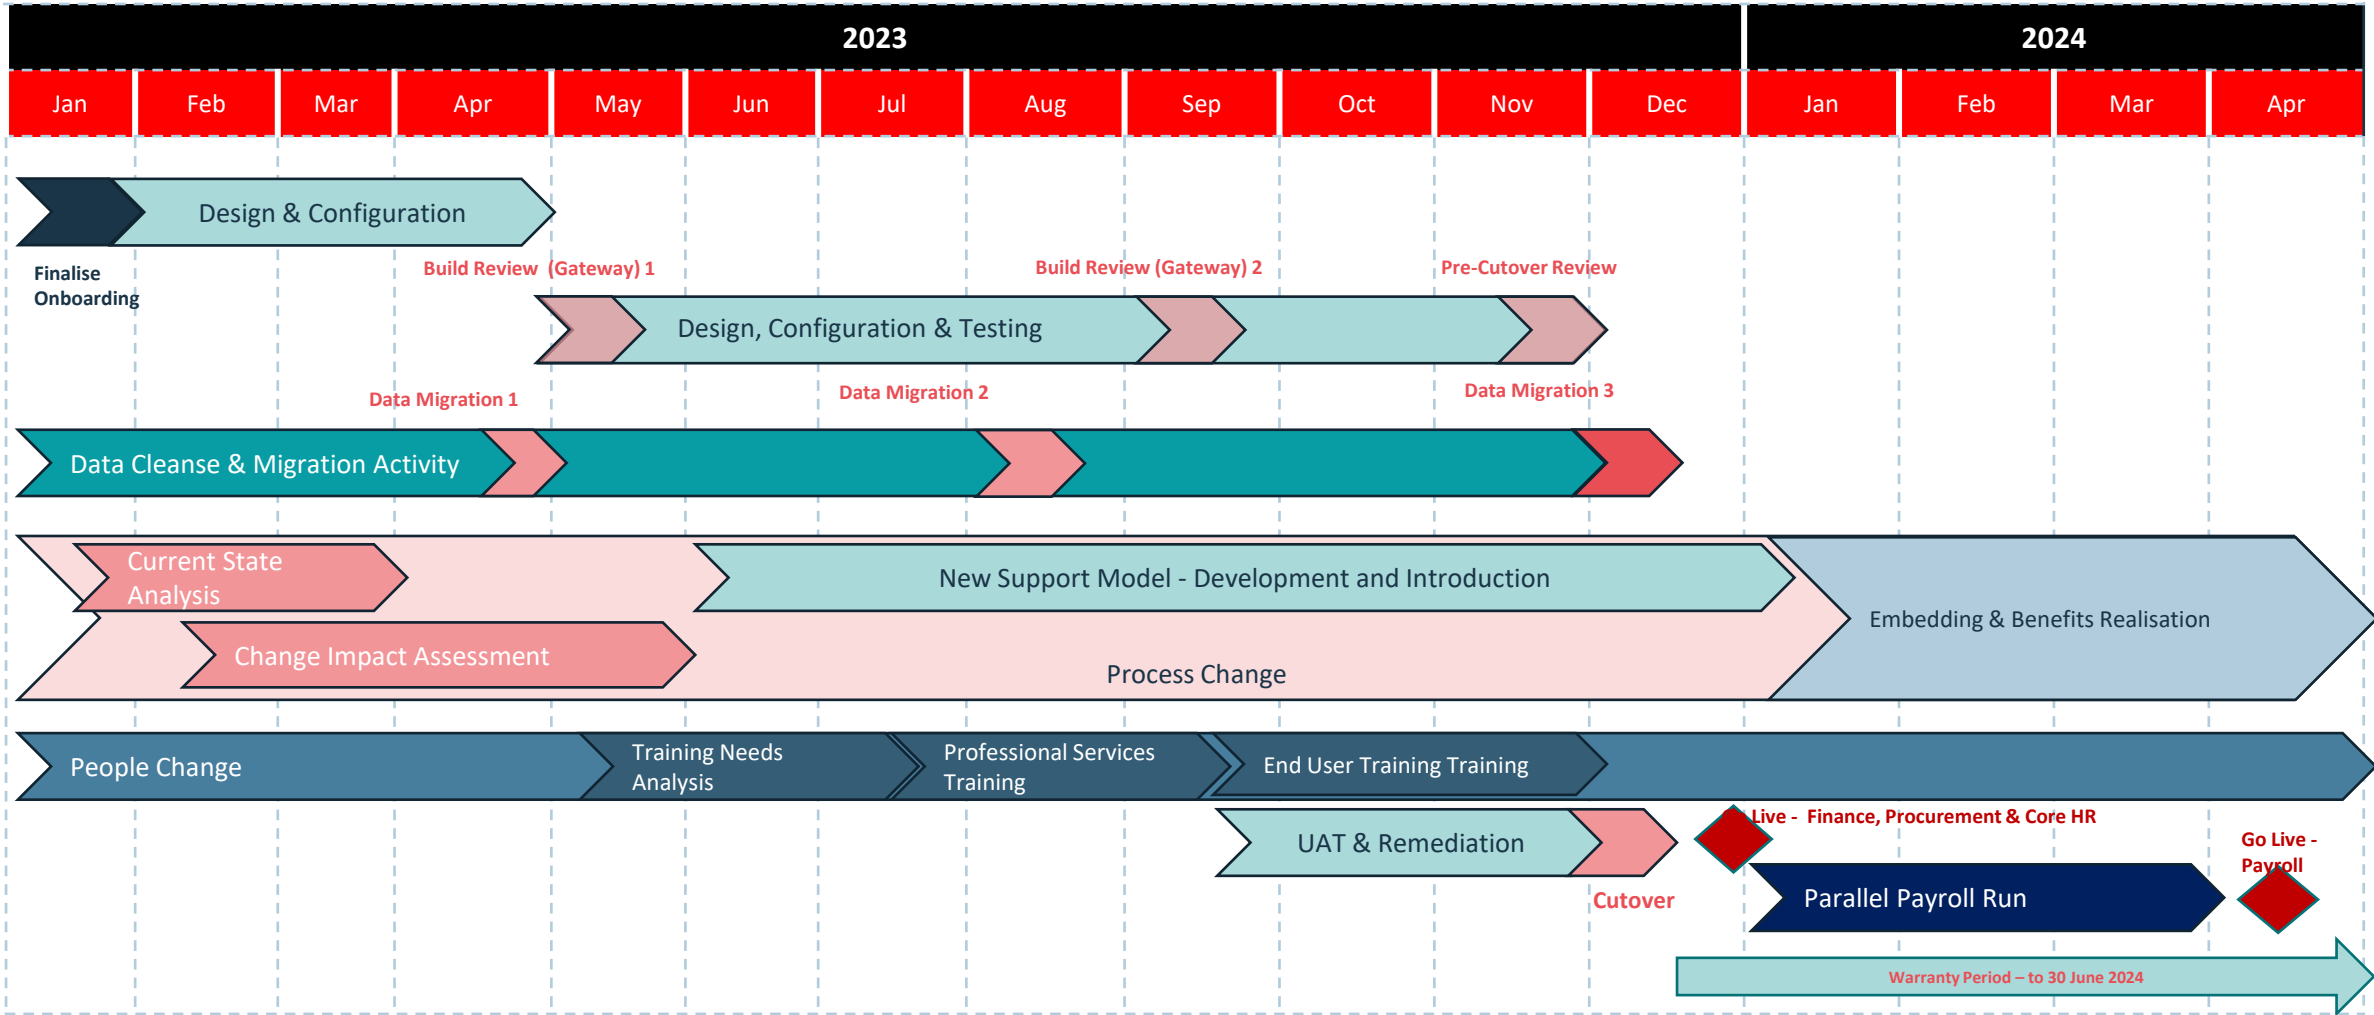 2023
2024
Jan
Feb
Mar
Apr
May
Jun
Jul
Aug
Sep
Oct
Nov
Dec
Jan
Feb
Mar
Apr
Design & Configuration
Finalise
Onboarding
Build Review (Gateway) 1
Build Review (Gateway) 2
Pre-Cutover Review
Design, Configuration & Testing
Data Migration 1
Data Migration 2
Data Migration 3
Data Cleanse & Migration Activity
Current State
Analysis
New Support Model - Development and Introduction
Change Impact Assessment
Process Change
Embedding & Benefits Realisation
People Change
Training Needs
Analysis
Professional Services
Training
End User Training Training
UAT & Remediation
Cutover
Live - Finance, Procurement & Core HR
Go Live -
Payroll
Parallel Payroll Run
Warranty Period – to 30 June 2024